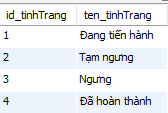 id_tinhTrang ten_tinhTrang
1 Đang tiến hành
2 Tạm ngưng
3 Ngưng
4 Đã hoàn thành